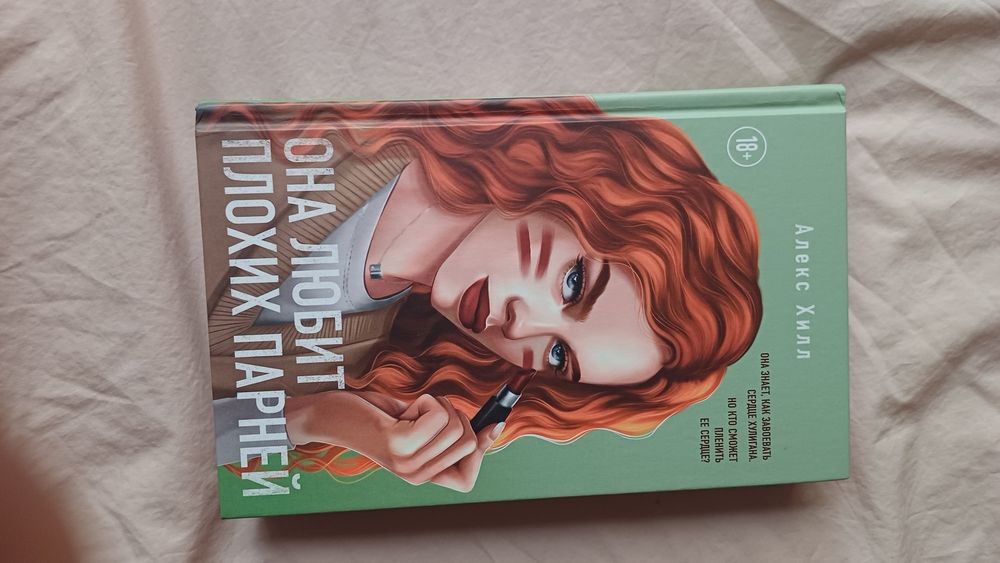 18+
Алекс Хилл
ОНА ЗНАЕТ, КАК ЗАВОЕВАТЬ
СЕРДЦЕ ХУЛИГАНА.
НО КТО СМОЖЕТ
ПЛЕНИТЬ
ЕЕ СЕРДЦЕ?
ОНА ЛЮБИТ
ПЛОХИХ ПАРНЕЙ